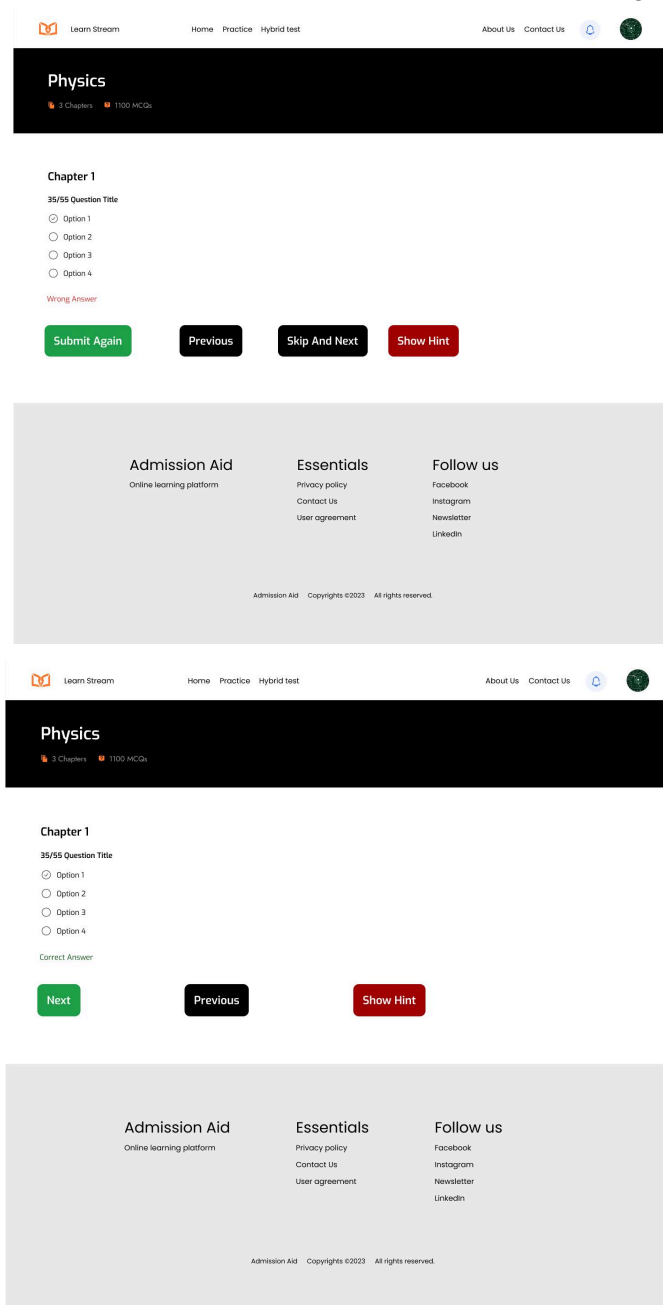 Learn Stream Home Practice Hybrid test About Us Contact Us
Physics
3 Chapters 1100 MCQs
Chapter 1
35/55 Question Title
Option 1
Option 2
Option 3
Option 4
Wrong Answer
Submit Again Previous Skip And Next Show Hint
Admission Aid Essentials Follow us
Online learning platform Privacy policy Facebook
Contact Us Instagram
User agreement Newsletter
LinkedIn
Admission Aid Copyrights ©2023 All rights reserved.
Learn Stream Home Practice Hybrid test About Us Contact Us
Physics
3 Chapters 1100 MCQs
Chapter 1
35/55 Question Title
Option 1
Option 2
Option 3
Option 4
Correct Answer
Next Previous Show Hint
Admission Aid Essentials Follow us
Online learning platform Privacy policy Facebook
Contact Us Instagram
User agreement Newsletter
LinkedIn
Admission Aid Copyrights ©2023 All rights reserved.